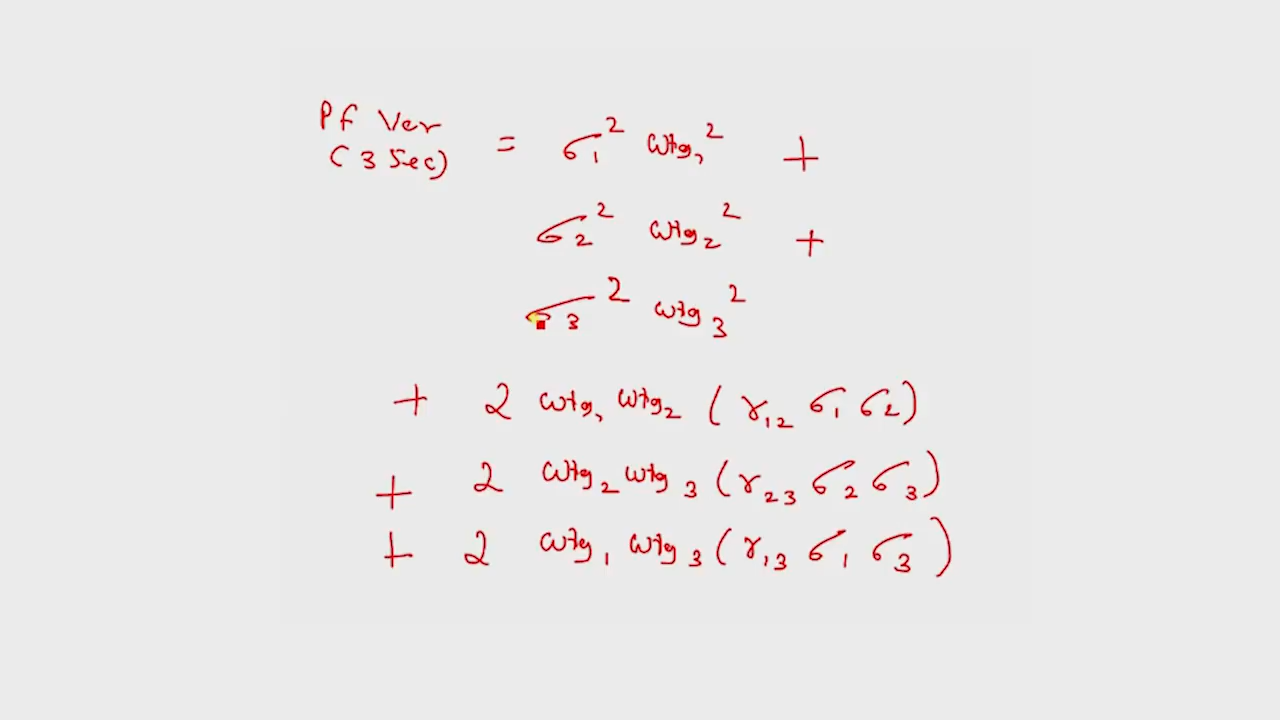 Pf Var = σ₁² wtg₁² +
(3 Sec)
σ₂² wtg₂² +
σ₃² wtg₃²
+ 2 wtg₁ wtg₂ (r₁₂ σ₁ σ₂)
+ 2 wtg₂ wtg₃ (r₂₃ σ₂ σ₃)
+ 2 wtg₁ wtg₃ (r₁₃ σ₁ σ₃)